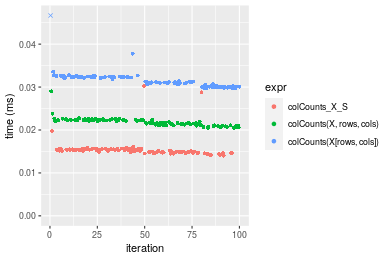 0.04
0.03
0.02
0.01
0.00
time (ms)
0
25
50
75
100
iteration
expr
colCounts_X_S
colCounts(X, rows, cols)
colCounts(X[rows, cols])